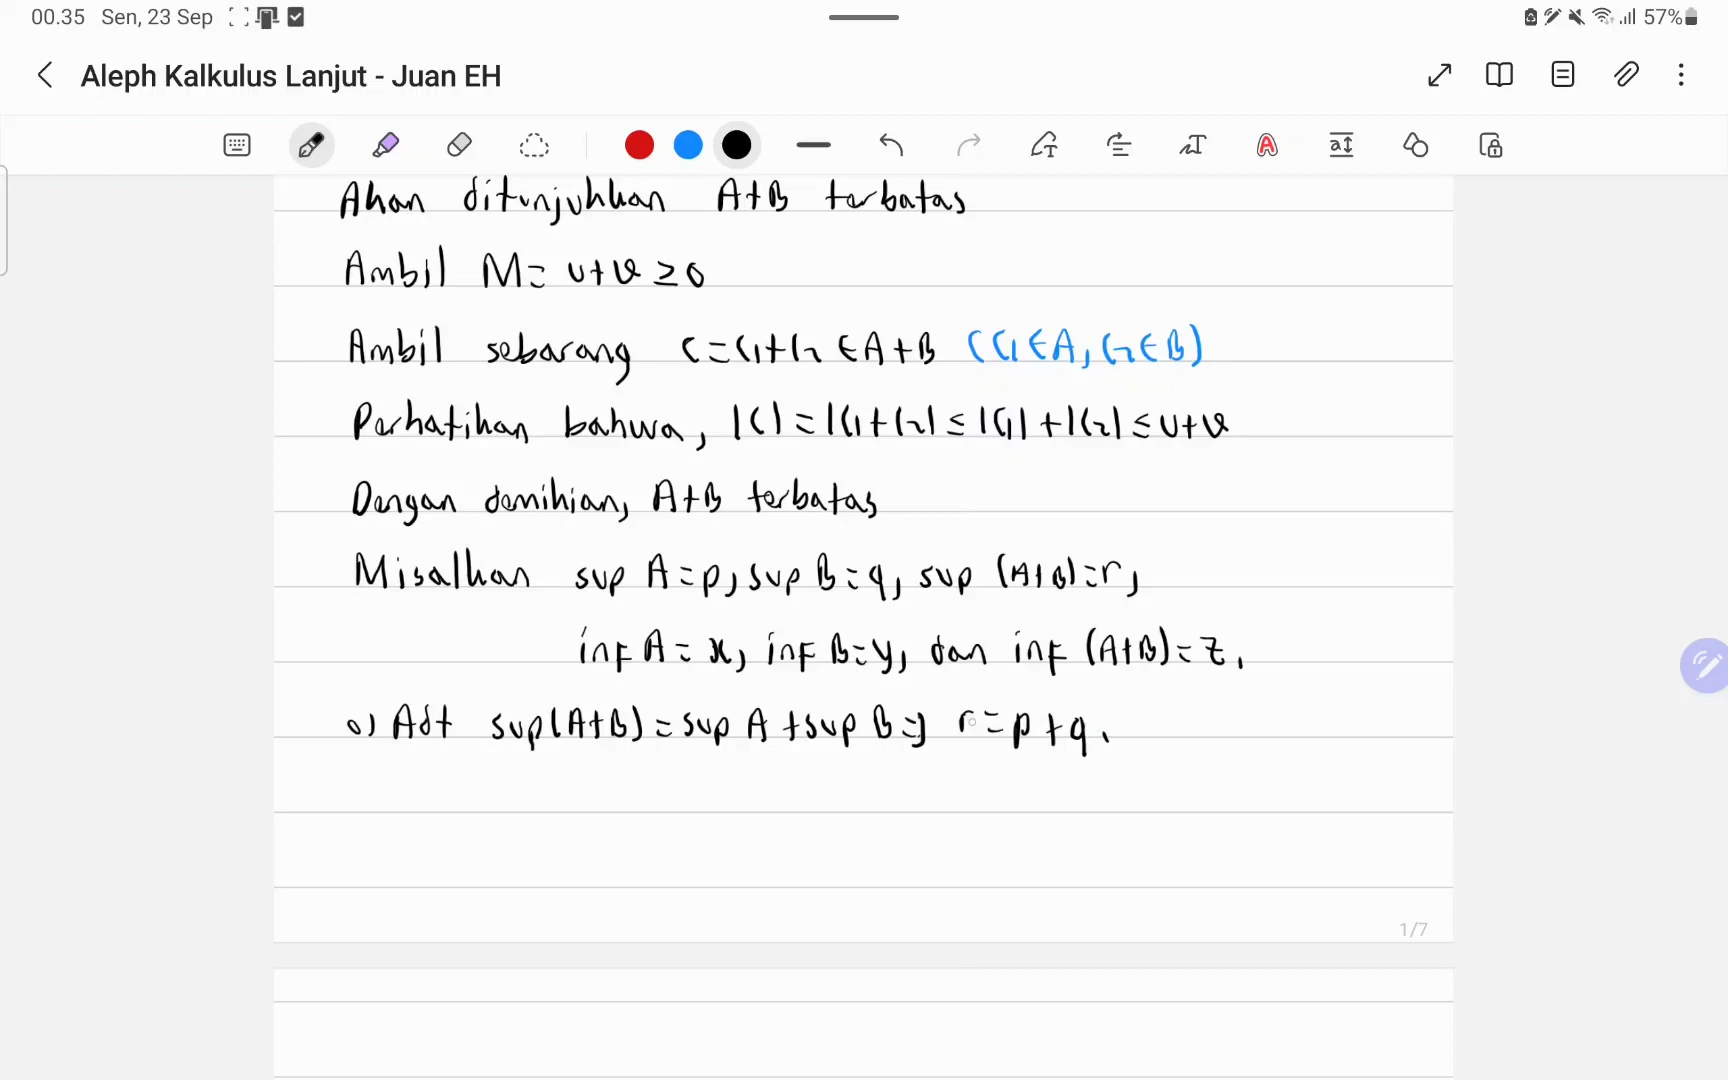 00.35 Sen, 23 Sep
57%
Aleph Kalkulus Lanjut - Juan EH
Akan ditunjukkan A+B terbatas
Ambil M = u+v ≥ 0
Ambil sebarang c = c₁+c₂ ∈ A+B (c₁∈A, c₂∈B)
Perhatikan bahwa, |c| = |c₁+c₂| ≤ |c₁|+|c₂| ≤ u+v
Dengan demikian, A+B terbatas
Misalkan sup A = p, sup B = q, sup (A+B) = r,
inf A = x, inf B = y, dan inf (A+B) = z.
o) Adt sup(A+B) = sup A + sup B ⇒ r = p + q.
1/7